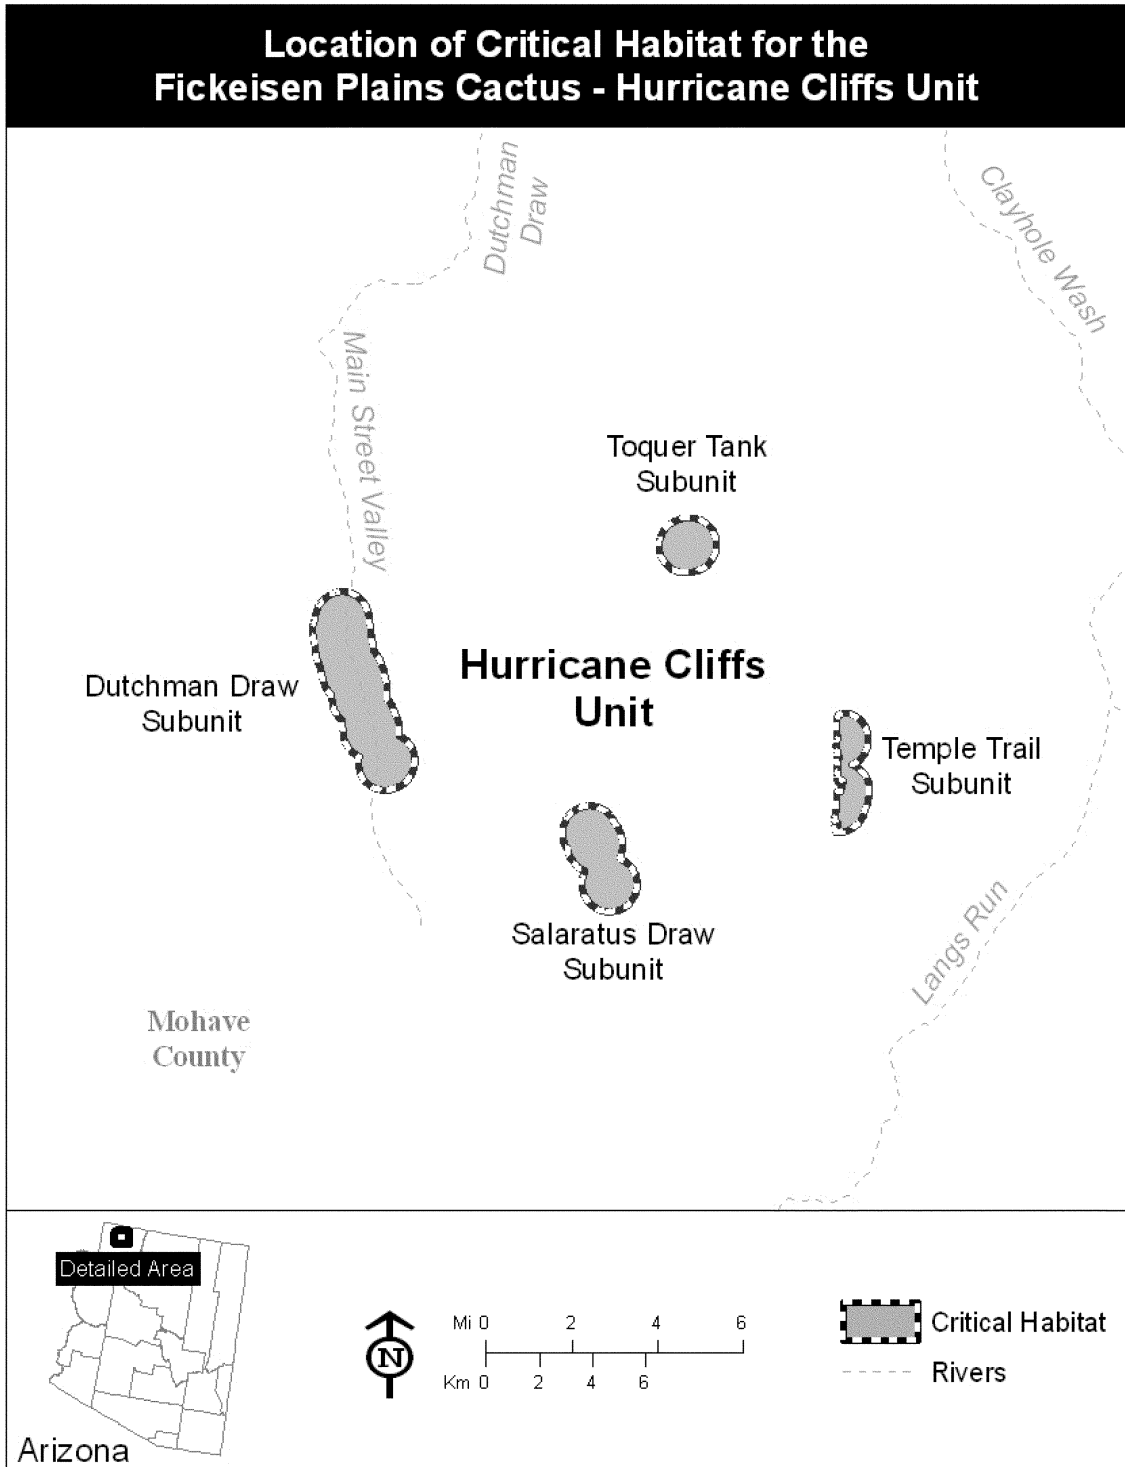 Location of Critical Habitat for the
Fickeisen Plains Cactus - Hurricane Cliffs Unit
Dutchman
Draw
Clayhole Wash
Main Street Valley
Toquer Tank
Subunit
Hurricane Cliffs
Unit
Dutchman Draw
Subunit
Temple Trail
Subunit
Salaratus Draw
Subunit
Langs Run
Mohave
County
Detailed Area
Arizona
N
Mi 0 2 4 6
Km 0 2 4 6
Critical Habitat
Rivers